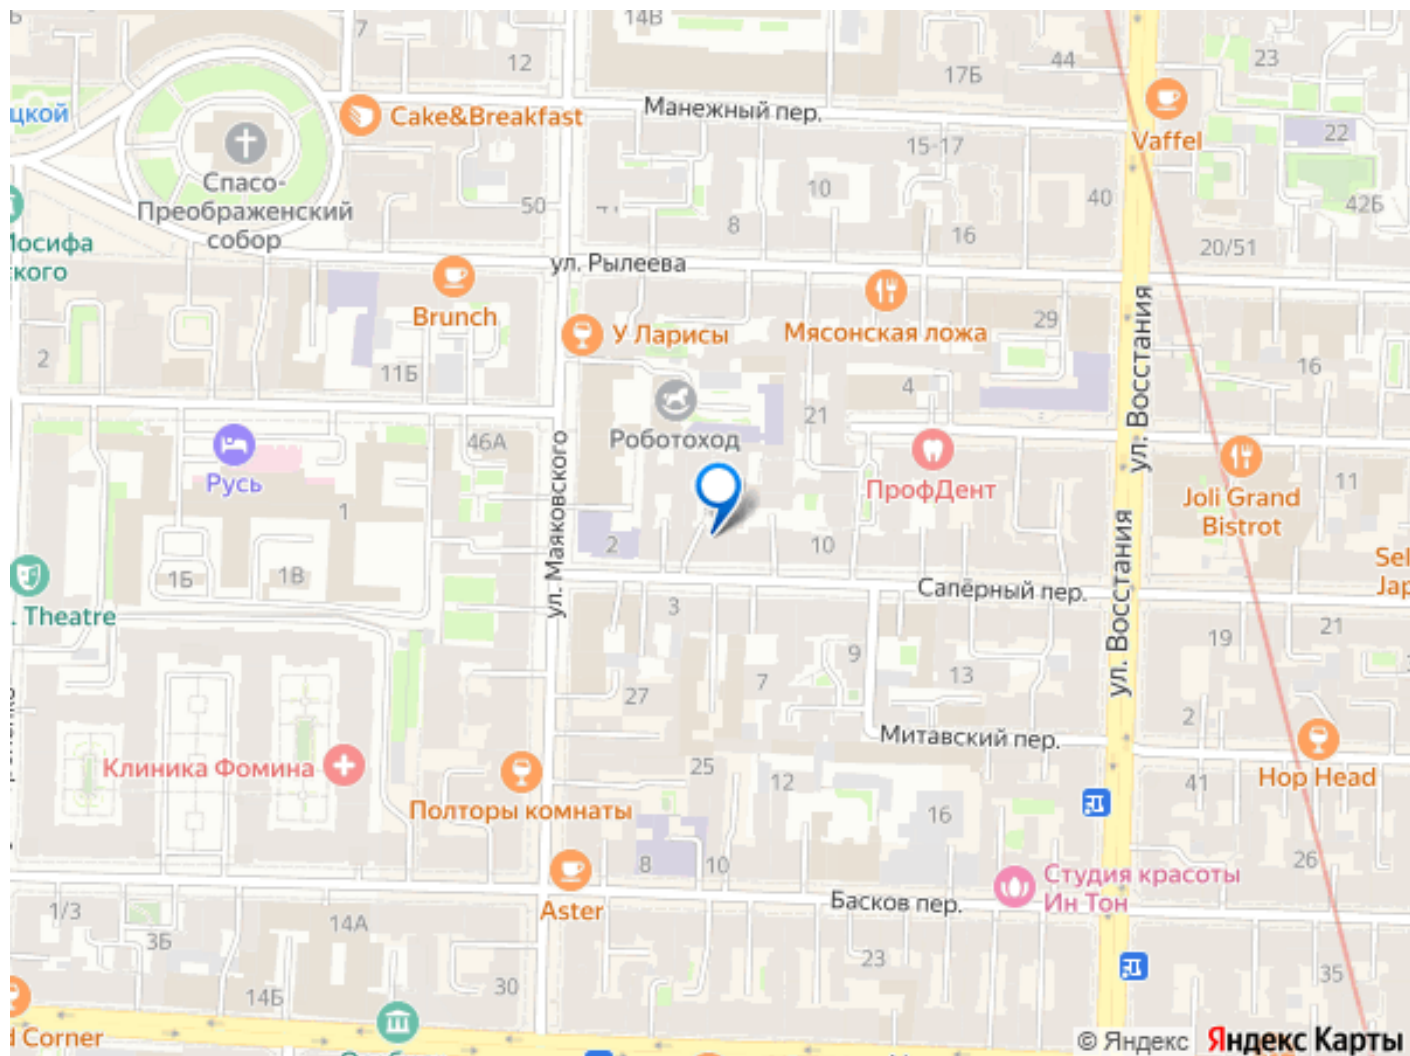 14В
7
12
44
23
17Б
цкой
Cake&Breakfast
Манежный пер.
Vaffel
22
15-17
Спасо-
Преображенский
собор
50
10
40
42Б
8
16
20/51
Иосифа
ского
ул. Рылеева
Brunch
У Ларисы
Мясонская ложа
29
ул. Восстания
2
11Б
4
16
21
Роботоход
46А
Русь
ПрофДент
11
Joli Grand
Bistrot
1
ул. Маяковского
2
10
1Б
1В
Theatre
Сапёрный пер.
Sel
Jap
ул. Восстания
3
9
19
21
27
7
13
2
Митавский пер.
Клиника Фомина
25
12
41
Hop Head
Полторы комнаты
16
8
10
26
Студия красоты
Ин Тон
Aster
Басков пер.
1/3
3Б
14А
23
35
14Б
30
d Corner
© Яндекс
Яндекс Карты